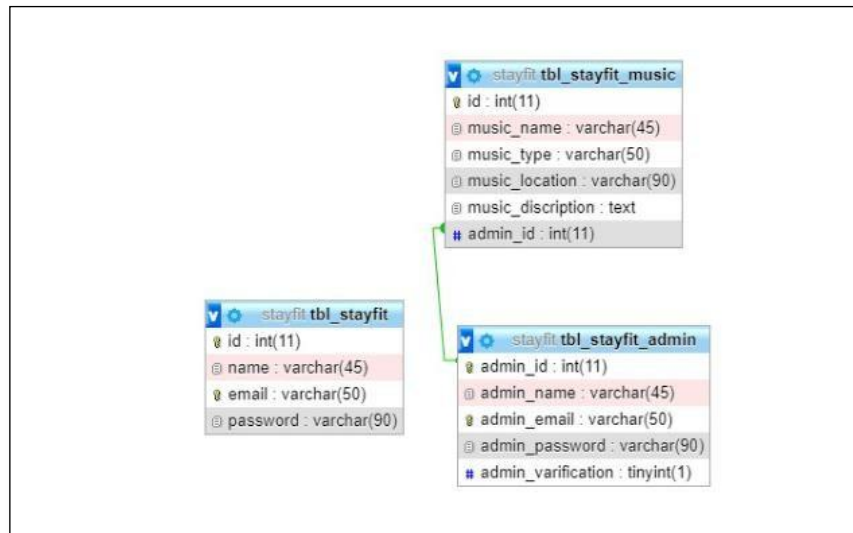 stayfit tbl_stayfit_music
id : int(11)
music_name : varchar(45)
music_type : varchar(50)
music_location : varchar(90)
music_discription : text
# admin_id : int(11)
stayfit tbl_stayfit
id : int(11)
name : varchar(45)
email : varchar(50)
password : varchar(90)
stayfit tbl_stayfit_admin
admin_id : int(11)
admin_name : varchar(45)
admin_email : varchar(50)
admin_password : varchar(90)
# admin_varification : tinyint(1)